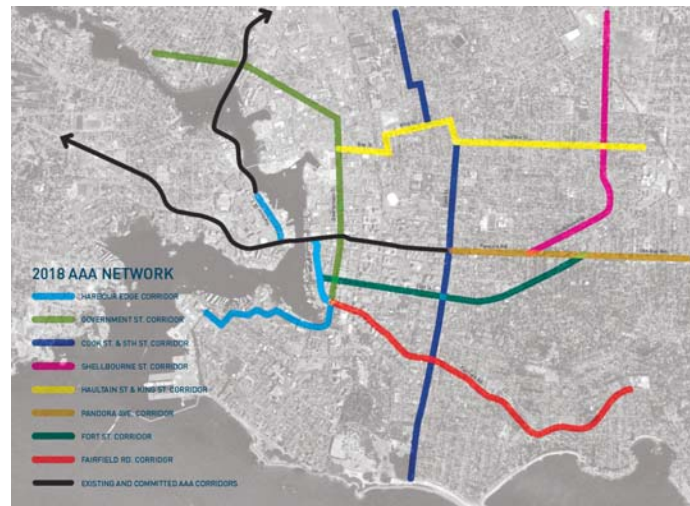 2018 AAA NETWORK
HARBOUR EDGE CORRIDOR
GOVERNMENT ST. CORRIDOR
COOK ST. & 5TH ST. CORRIDOR
SHELLBOURNE ST. CORRIDOR
HAULTAIN ST & KING ST. CORRIDOR
PANDORA AVE. CORRIDOR
FORT ST. CORRIDOR
FAIRFIELD RD. CORRIDOR
EXISTING AND COMMITTED AAA CORRIDORS